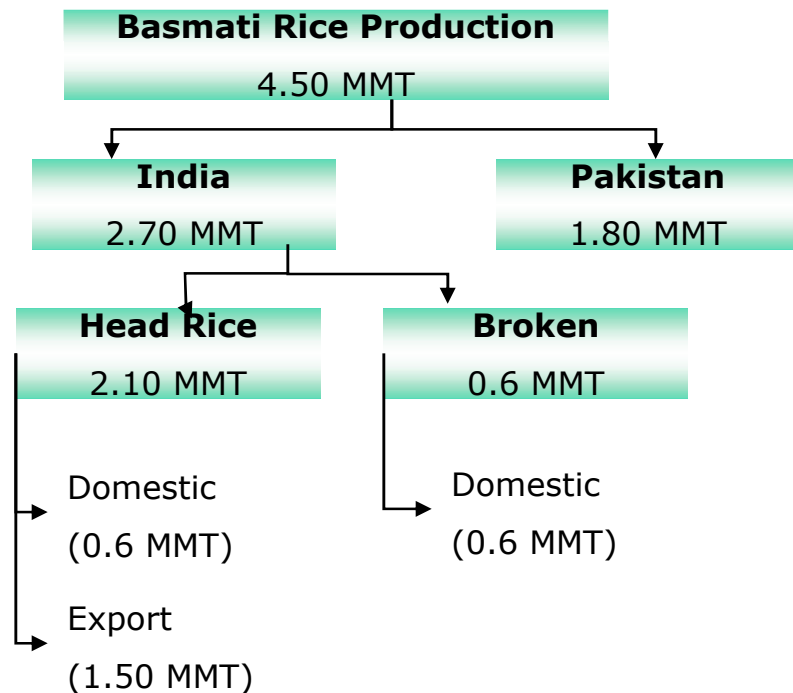 Basmati Rice Production
4.50 MMT
India
2.70 MMT
Pakistan
1.80 MMT
Head Rice
2.10 MMT
Broken
0.6 MMT
Domestic
(0.6 MMT)
Export
(1.50 MMT)
Domestic
(0.6 MMT)